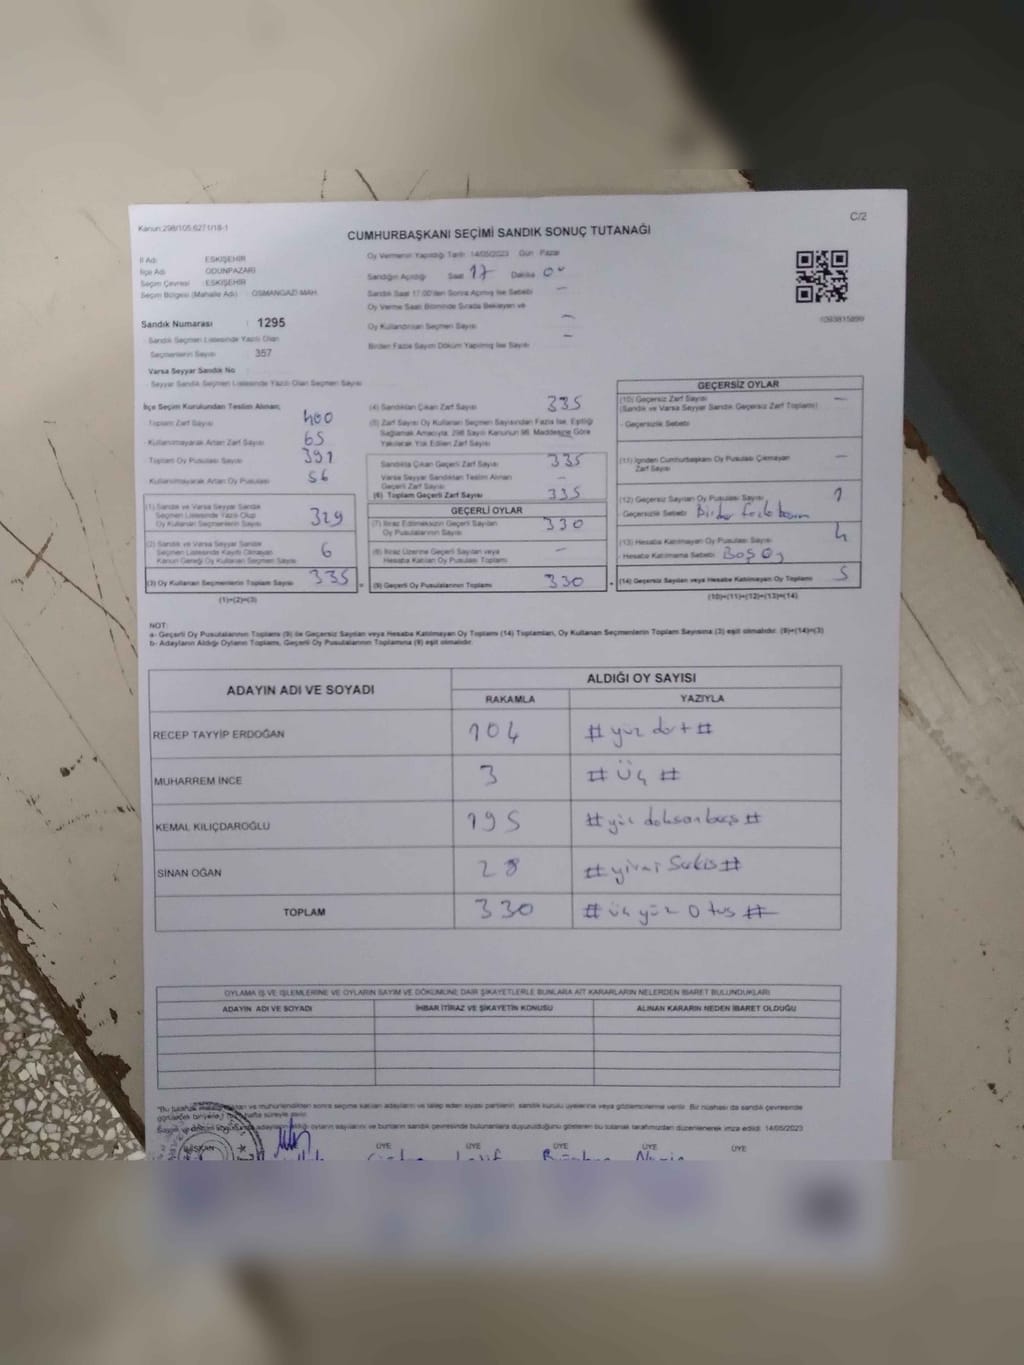 Kanun:298/105;6271/18-1
C/2
CUMHURBAŞKANI SEÇİMİ SANDIK SONUÇ TUTANAĞI
İl Adı : ESKİŞEHİR
İlçe Adı : ODUNPAZARI
Seçim Çevresi : ESKİŞEHİR
Seçim Bölgesi (Mahalle Adı) : OSMANGAZİ MAH.
Oy Vermenin Yapıldığı Tarih: 14/05/2023 Gün: Pazar
Sandığın Açıldığı Saat 17 Dakika 00
Sandık Saat 17:00'den Sonra Açılmış İse Sebebi —
Oy Verme Saati Bitiminde Sırada Bekleyen ve
Oy Kullandırılan Seçmen Sayısı —
Birden Fazla Sayım Döküm Yapılmış İse Sayısı —
1093815899
Sandık Numarası : 1295
Sandık Seçmen Listesinde Yazılı Olan
Seçmenlerin Sayısı : 357
Varsa Seyyar Sandık No
Seyyar Sandık Seçmen Listesinde Yazılı Olan Seçmen Sayısı
İlçe Seçim Kurulundan Teslim Alınan;
Toplam Zarf Sayısı 400
Kullanılmayarak Artan Zarf Sayısı 65
Toplam Oy Pusulası Sayısı 391
Kullanılmayarak Artan Oy Pusulası 56
(1) Sandık ve Varsa Seyyar Sandık
Seçmen Listesinde Yazılı Olup
Oy Kullanan Seçmenlerin Sayısı 329
(2) Sandık ve Varsa Seyyar Sandık
Seçmen Listesinde Kayıtlı Olmayan
Kanun Gereği Oy Kullanan Seçmen Sayısı 6
(3) Oy Kullanan Seçmenlerin Toplam Sayısı 335
(1)+(2)=(3)
(4) Sandıktan Çıkan Zarf Sayısı 335
(5) Zarf Sayısı Oy Kullanan Seçmen Sayısından Fazla İse, Eşitliği
Sağlamak Amacıyla; 298 Sayılı Kanunun 98. Maddesine Göre
Yakılarak Yok Edilen Zarf Sayısı
Sandıkta Çıkan Geçerli Zarf Sayısı 335
Varsa Seyyar Sandıktan Teslim Alınan
Geçerli Zarf Sayısı —
(6) Toplam Geçerli Zarf Sayısı 335
GEÇERLİ OYLAR
(7) İtiraz Edilmeksizin Geçerli Sayılan
Oy Pusulalarının Sayısı 330
(8) İtiraz Üzerine Geçerli Sayılan veya
Hesaba Katılan Oy Pusulası Toplamı —
(9) Geçerli Oy Pusulalarının Toplamı 330
GEÇERSİZ OYLAR
(10) Geçersiz Zarf Sayısı —
(Sandık ve Varsa Seyyar Sandık Geçersiz Zarf Toplamı)
- Geçersizlik Sebebi
(11) İçinden Cumhurbaşkanı Oy Pusulası Çıkmayan
Zarf Sayısı —
(12) Geçersiz Sayılan Oy Pusulası Sayısı 1
- Geçersizlik Sebebi: Birden fazla basım
(13) Hesaba Katılmayan Oy Pusulası Sayısı 4
- Hesaba Katılmama Sebebi: Boş Oy
(14) Geçersiz Sayılan veya Hesaba Katılmayan Oy Toplamı 5
(10)+(11)+(12)+(13)=(14)
NOT:
a- Geçerli Oy Pusulalarının Toplamı (9) ile Geçersiz Sayılan veya Hesaba Katılmayan Oy Toplamı (14) Toplamları, Oy Kullanan Seçmenlerin Toplam Sayısına (3) eşit olmalıdır. (9)+(14)=(3)
b- Adayların Aldığı Oyların Toplamı, Geçerli Oy Pusulalarının Toplamına (9) eşit olmalıdır.
ADAYIN ADI VE SOYADI
ALDIĞI OY SAYISI
RAKAMLA YAZIYLA
RECEP TAYYİP ERDOĞAN 104 # yüz dört #
MUHARREM İNCE 3 # Üç #
KEMAL KILIÇDAROĞLU 195 # yüz doksanbeş #
SİNAN OĞAN 28 # yirmi Sekiz #
TOPLAM 330 # üç yüz Otuz #
OYLAMA İŞ VE İŞLEMLERİNE VE OYLARIN SAYIM VE DÖKÜMÜNE DAİR ŞİKAYETLERLE BUNLARA AİT KARARLARIN NELERDEN İBARET BULUNDUKLARI
ADAYIN ADI VE SOYADI İHBAR İTİRAZ VE ŞİKAYETİN KONUSU ALINAN KARARIN NEDEN İBARET OLDUĞU
"Bu tutanak ve mühürlendikten sonra seçime katılan adayların ve talep eden siyasi partilerin, sandık kurulu üyelerine veya gözlemcilerine verilir. Bir nüshası da sandık çevresinde
hafta süreyle asılır.
aldığı oyların sayılarını ve bunların sandık çevresinde bulunanlara duyurulduğunu gösteren bu tutanak tarafımızdan düzenlenerek imza edildi. 14/05/2023
BAŞKAN ÜYE ÜYE ÜYE ÜYE ÜYE